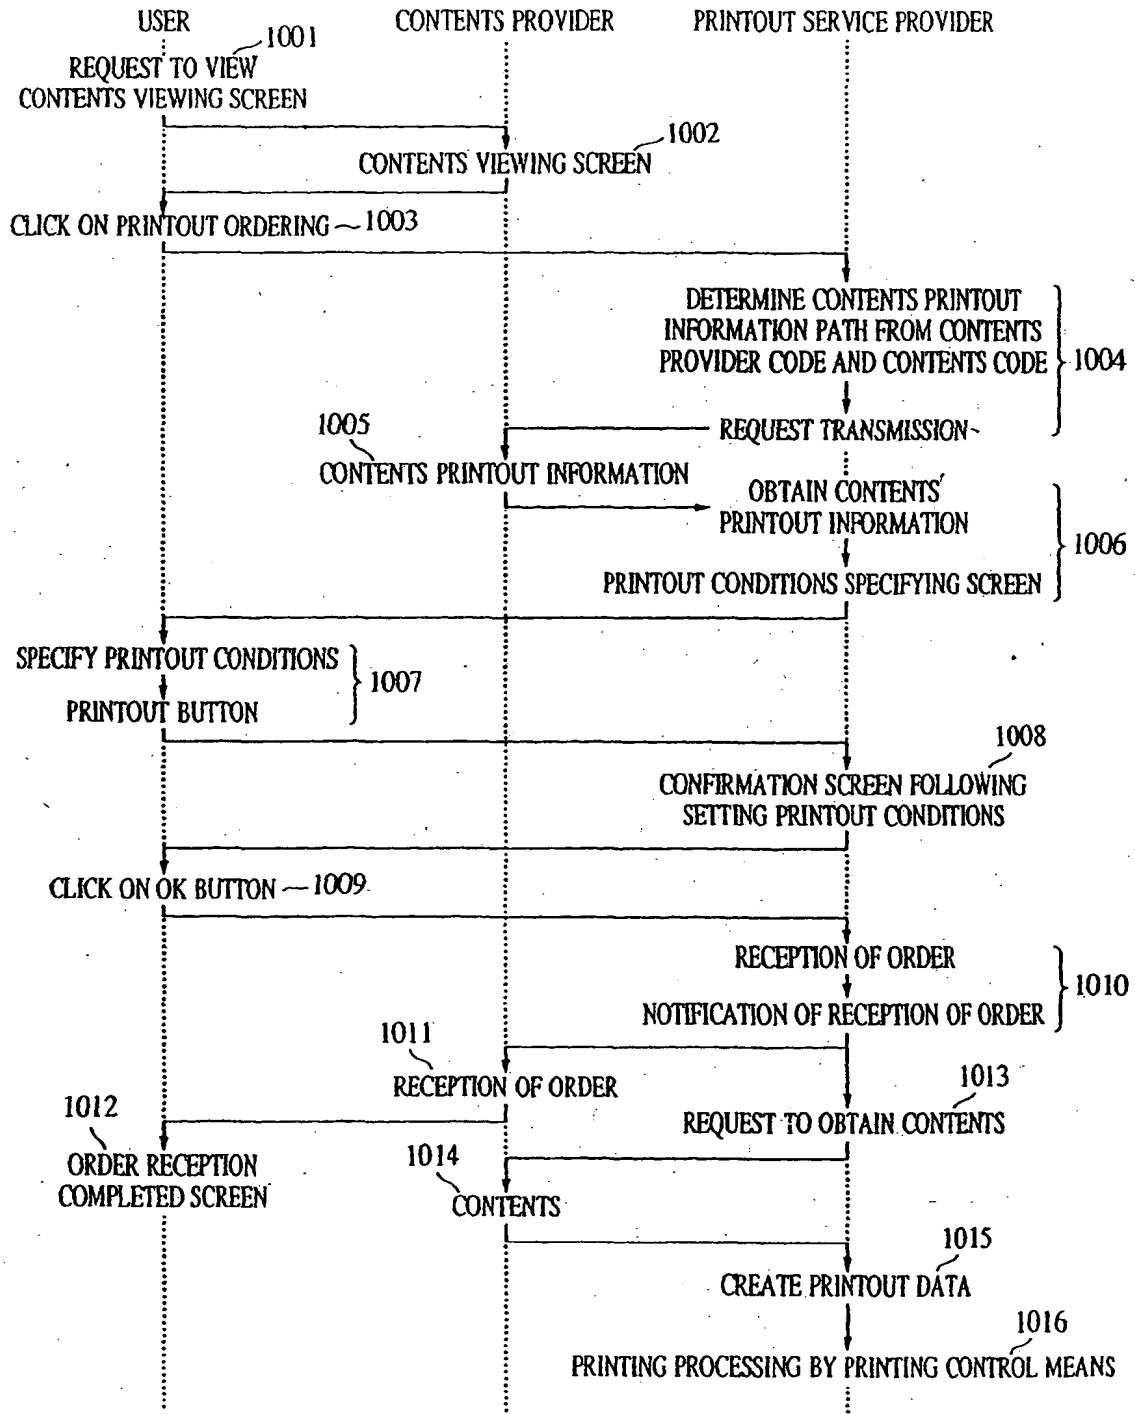 USER
CONTENTS PROVIDER
PRINTOUT SERVICE PROVIDER
1001
REQUEST TO VIEW
CONTENTS VIEWING SCREEN
1002
CONTENTS VIEWING SCREEN
CLICK ON PRINTOUT ORDERING 1003
DETERMINE CONTENTS PRINTOUT
INFORMATION PATH FROM CONTENTS
PROVIDER CODE AND CONTENTS CODE
1004
REQUEST TRANSMISSION
1005
CONTENTS PRINTOUT INFORMATION
OBTAIN CONTENTS'
PRINTOUT INFORMATION
1006
PRINTOUT CONDITIONS SPECIFYING SCREEN
SPECIFY PRINTOUT CONDITIONS
1007
PRINTOUT BUTTON
1008
CONFIRMATION SCREEN FOLLOWING
SETTING PRINTOUT CONDITIONS
CLICK ON OK BUTTON 1009
RECEPTION OF ORDER
1010
NOTIFICATION OF RECEPTION OF ORDER
1011
RECEPTION OF ORDER
1013
REQUEST TO OBTAIN CONTENTS
1012
ORDER RECEPTION
COMPLETED SCREEN
1014
CONTENTS
1015
CREATE PRINTOUT DATA
1016
PRINTING PROCESSING BY PRINTING CONTROL MEANS